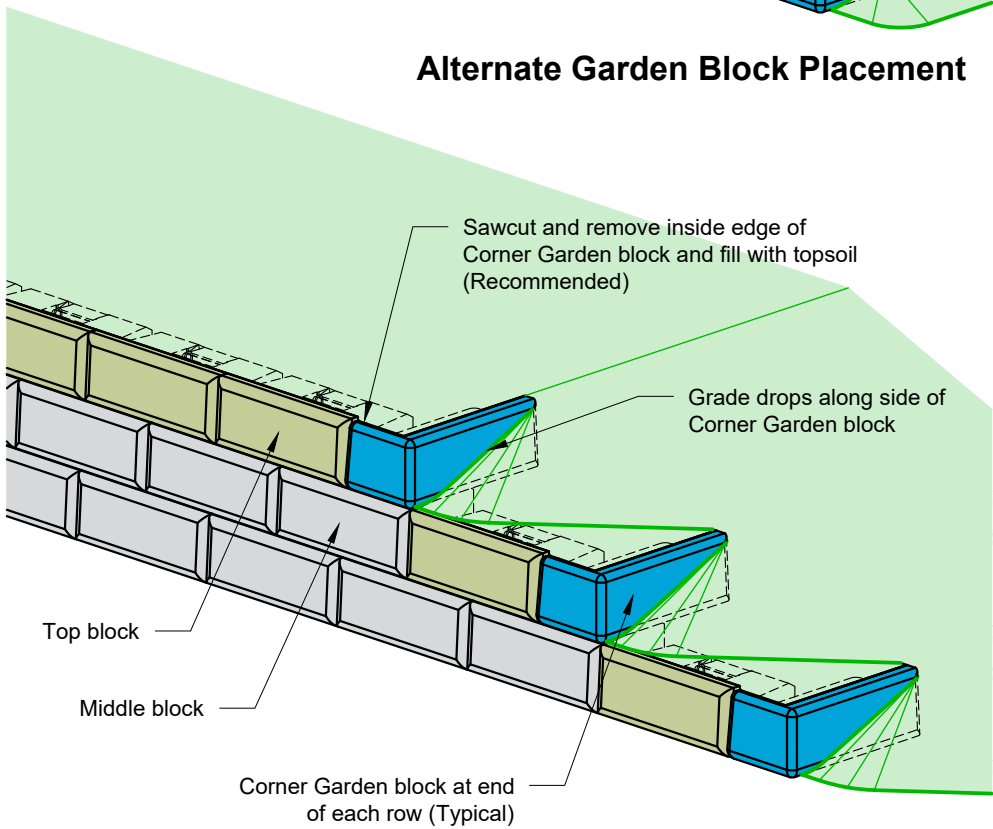 Alternate Garden Block Placement
Sawcut and remove inside edge of
Corner Garden block and fill with topsoil
(Recommended)
Grade drops along side of
Corner Garden block
Top block
Middle block
Corner Garden block at end
of each row (Typical)